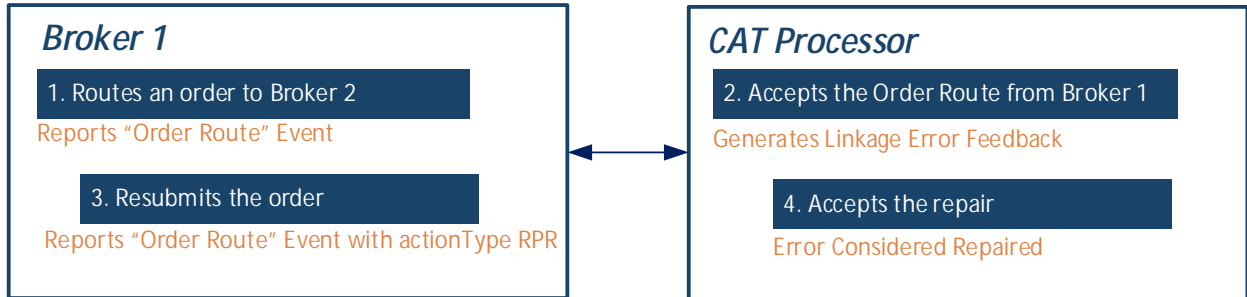 Broker 1
1. Routes an order to Broker 2
Reports “Order Route” Event
3. Resubmits the order
Reports “Order Route” Event with actionType RPR
CAT Processor
2. Accepts the Order Route from Broker 1
Generates Linkage Error Feedback
4. Accepts the repair
Error Considered Repaired